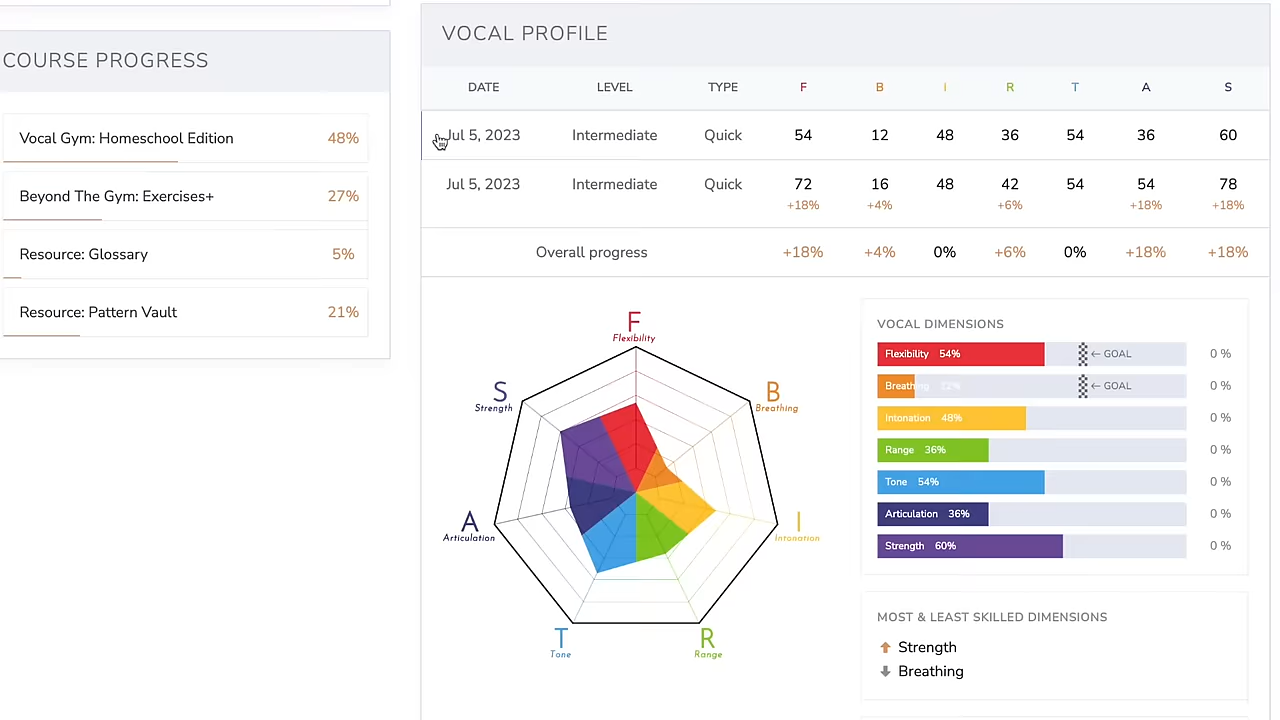 COURSE PROGRESS
Vocal Gym: Homeschool Edition 48%
Beyond The Gym: Exercises+ 27%
Resource: Glossary 5%
Resource: Pattern Vault 21%
VOCAL PROFILE
DATE LEVEL TYPE F B I R T A S
Jul 5, 2023 Intermediate Quick 54 12 48 36 54 36 60
Jul 5, 2023 Intermediate Quick 72 16 48 42 54 54 78
+18% +4% +6% +18% +18%
Overall progress +18% +4% 0% +6% 0% +18% +18%
F
Flexibility
S
Strength
B
Breathing
A
Articulation
I
Intonation
T
Tone
R
Range
VOCAL DIMENSIONS
Flexibility 54% ← GOAL 0 %
Breathing 12% ← GOAL 0 %
Intonation 48% 0 %
Range 36% 0 %
Tone 54% 0 %
Articulation 36% 0 %
Strength 60% 0 %
MOST & LEAST SKILLED DIMENSIONS
Strength
Breathing